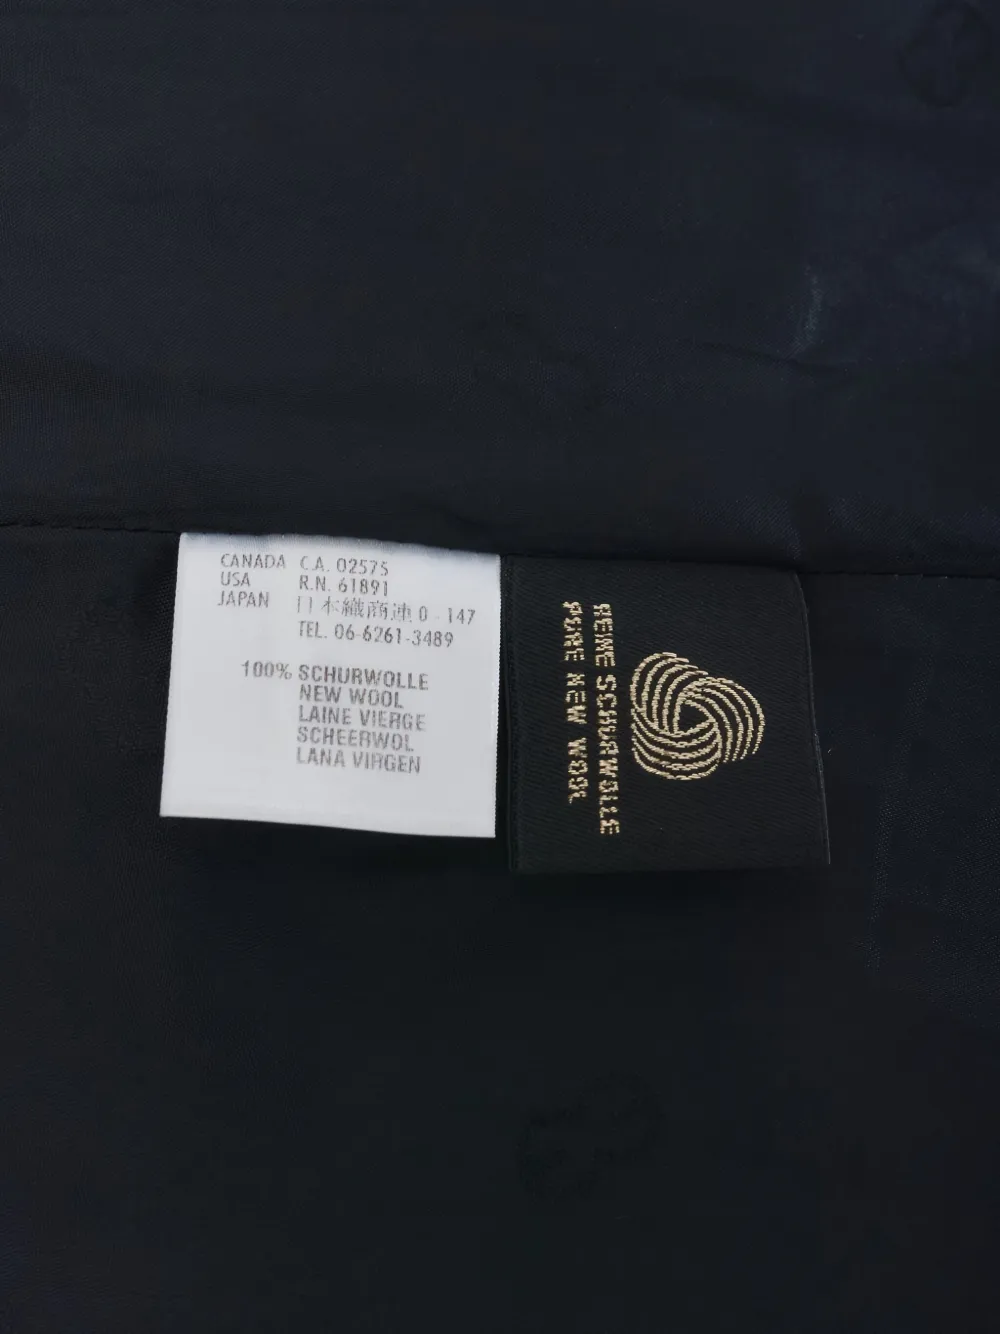 CANADA C.A. 02575
USA R.N. 61891
JAPAN 日本織商連 0 - 147
TEL. 06-6261-3489
100% SCHURWOLLE
NEW WOOL
LAINE VIERGE
SCHEERWOL
LANA VIRGEN
REINE SCHURWOLLE
PURE NEW WOOL